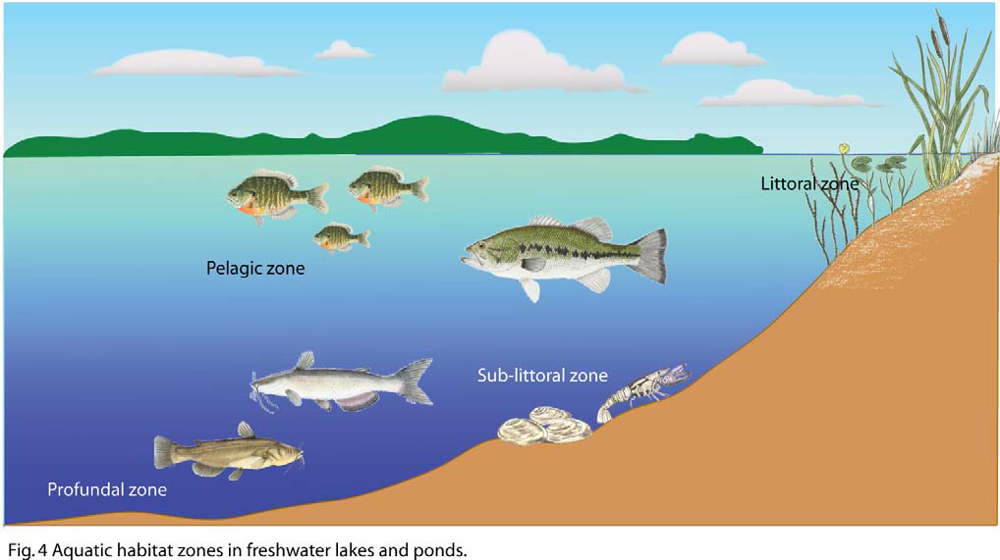 Littoral zone
Pelagic zone
Sub-littoral zone
Profundal zone
Fig. 4 Aquatic habitat zones in freshwater lakes and ponds.